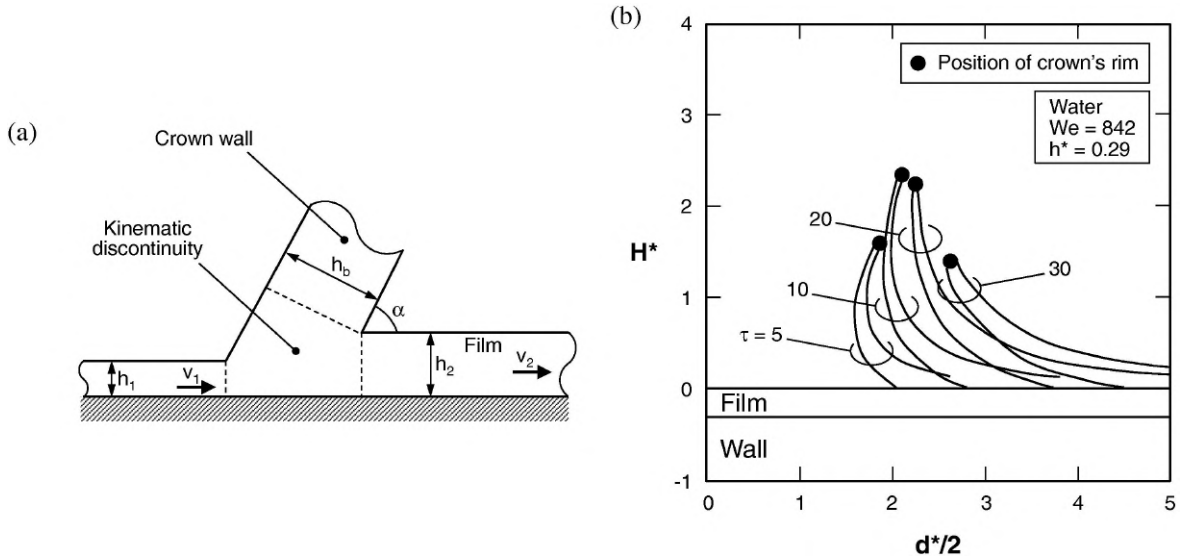 (a)
Crown wall
Kinematic
discontinuity
h_b
α
Film
h_1
v_1
h_2
v_2
(b)
4
3
2
1
0
-1
H*
Position of crown's rim
Water
We = 842
h* = 0.29
20
30
10
τ = 5
Film
Wall
0 1 2 3 4 5
d*/2